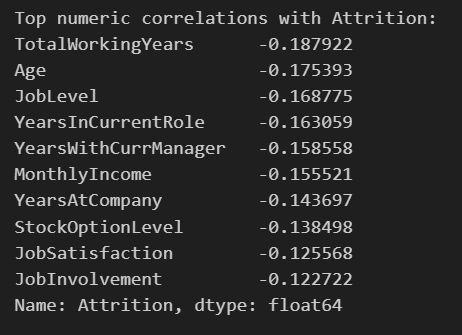 Top numeric correlations with Attrition:
TotalWorkingYears      -0.187922
Age                    -0.175393
JobLevel               -0.168775
YearsInCurrentRole     -0.163059
YearsWithCurrManager   -0.158558
MonthlyIncome          -0.155521
YearsAtCompany         -0.143697
StockOptionLevel       -0.138498
JobSatisfaction        -0.125568
JobInvolvement         -0.122722
Name: Attrition, dtype: float64